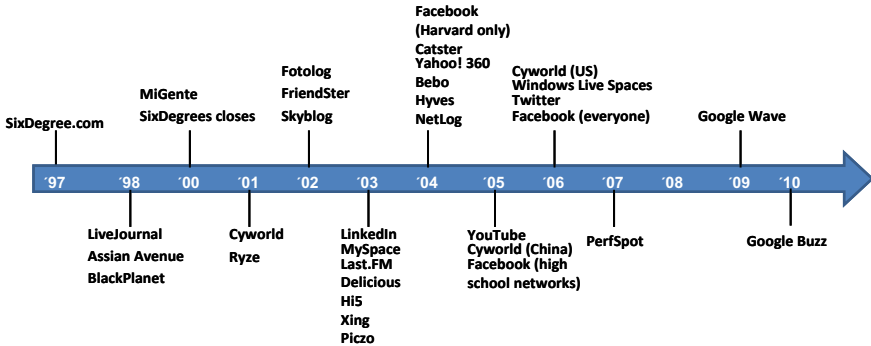 Facebook
(Harvard only)
Catster
Yahoo! 360
Bebo
Hyves
NetLog
Cyworld (US)
Windows Live Spaces
Twitter
Facebook (everyone)
Fotolog
FriendSter
Skyblog
MiGente
SixDegrees closes
SixDegree.com
Google Wave
´97 ´98 ´00 ´01 ´02 ´03 ´04 ´05 ´06 ´07 ´08 ´09 ´10
LiveJournal
Assian Avenue
BlackPlanet
Cyworld
Ryze
LinkedIn
MySpace
Last.FM
Delicious
Hi5
Xing
Piczo
YouTube
Cyworld (China)
Facebook (high
school networks)
PerfSpot
Google Buzz